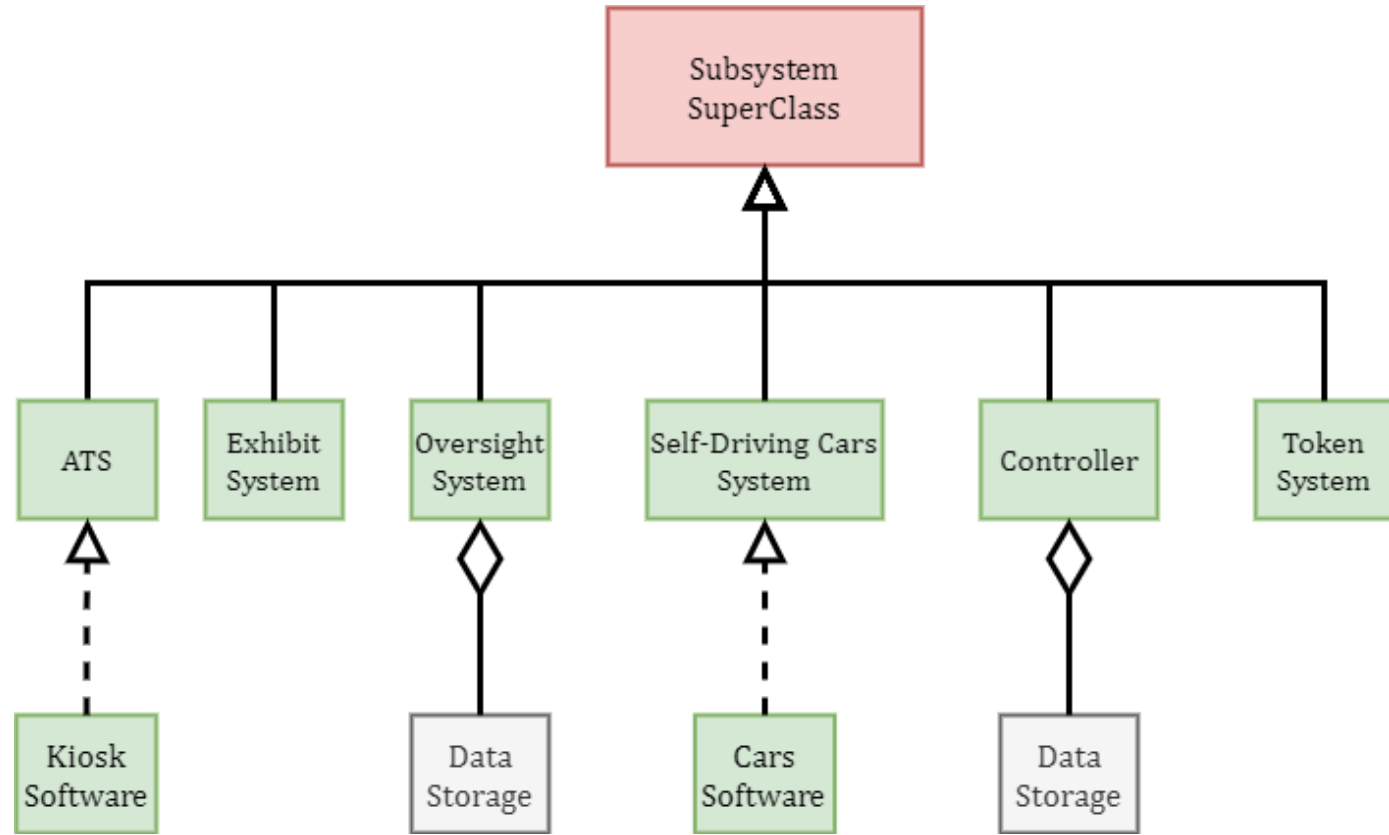 Subsystem
SuperClass
ATS
Exhibit
System
Oversight
System
Self-Driving Cars
System
Controller
Token
System
Kiosk
Software
Data
Storage
Cars
Software
Data
Storage